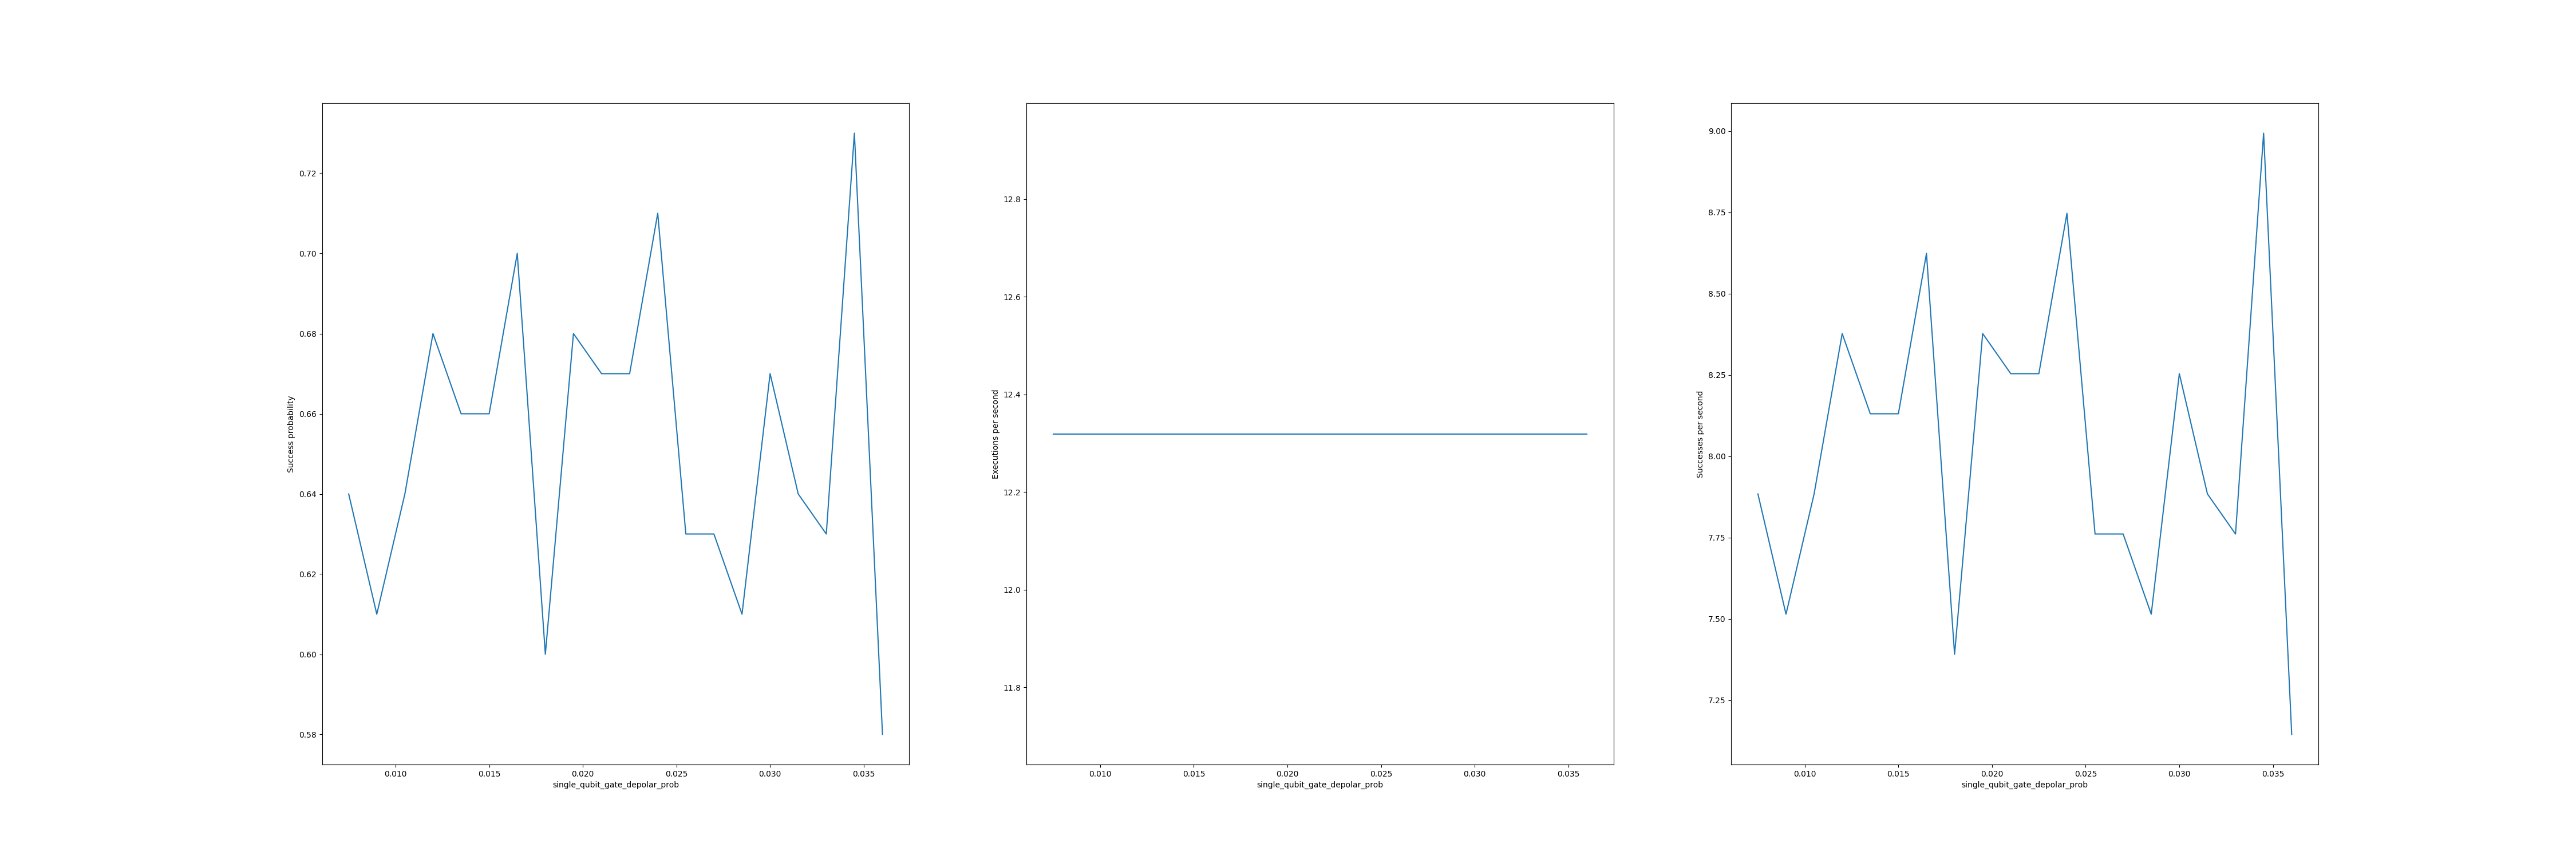 Success probability
0.72
0.70
0.68
0.66
0.64
0.62
0.60
0.58
0.010 0.015 0.020 0.025 0.030 0.035
single_qubit_gate_depolar_prob
Executions per second
12.8
12.6
12.4
12.2
12.0
11.8
0.010 0.015 0.020 0.025 0.030 0.035
single_qubit_gate_depolar_prob
Successes per second
9.00
8.75
8.50
8.25
8.00
7.75
7.50
7.25
0.010 0.015 0.020 0.025 0.030 0.035
single_qubit_gate_depolar_prob